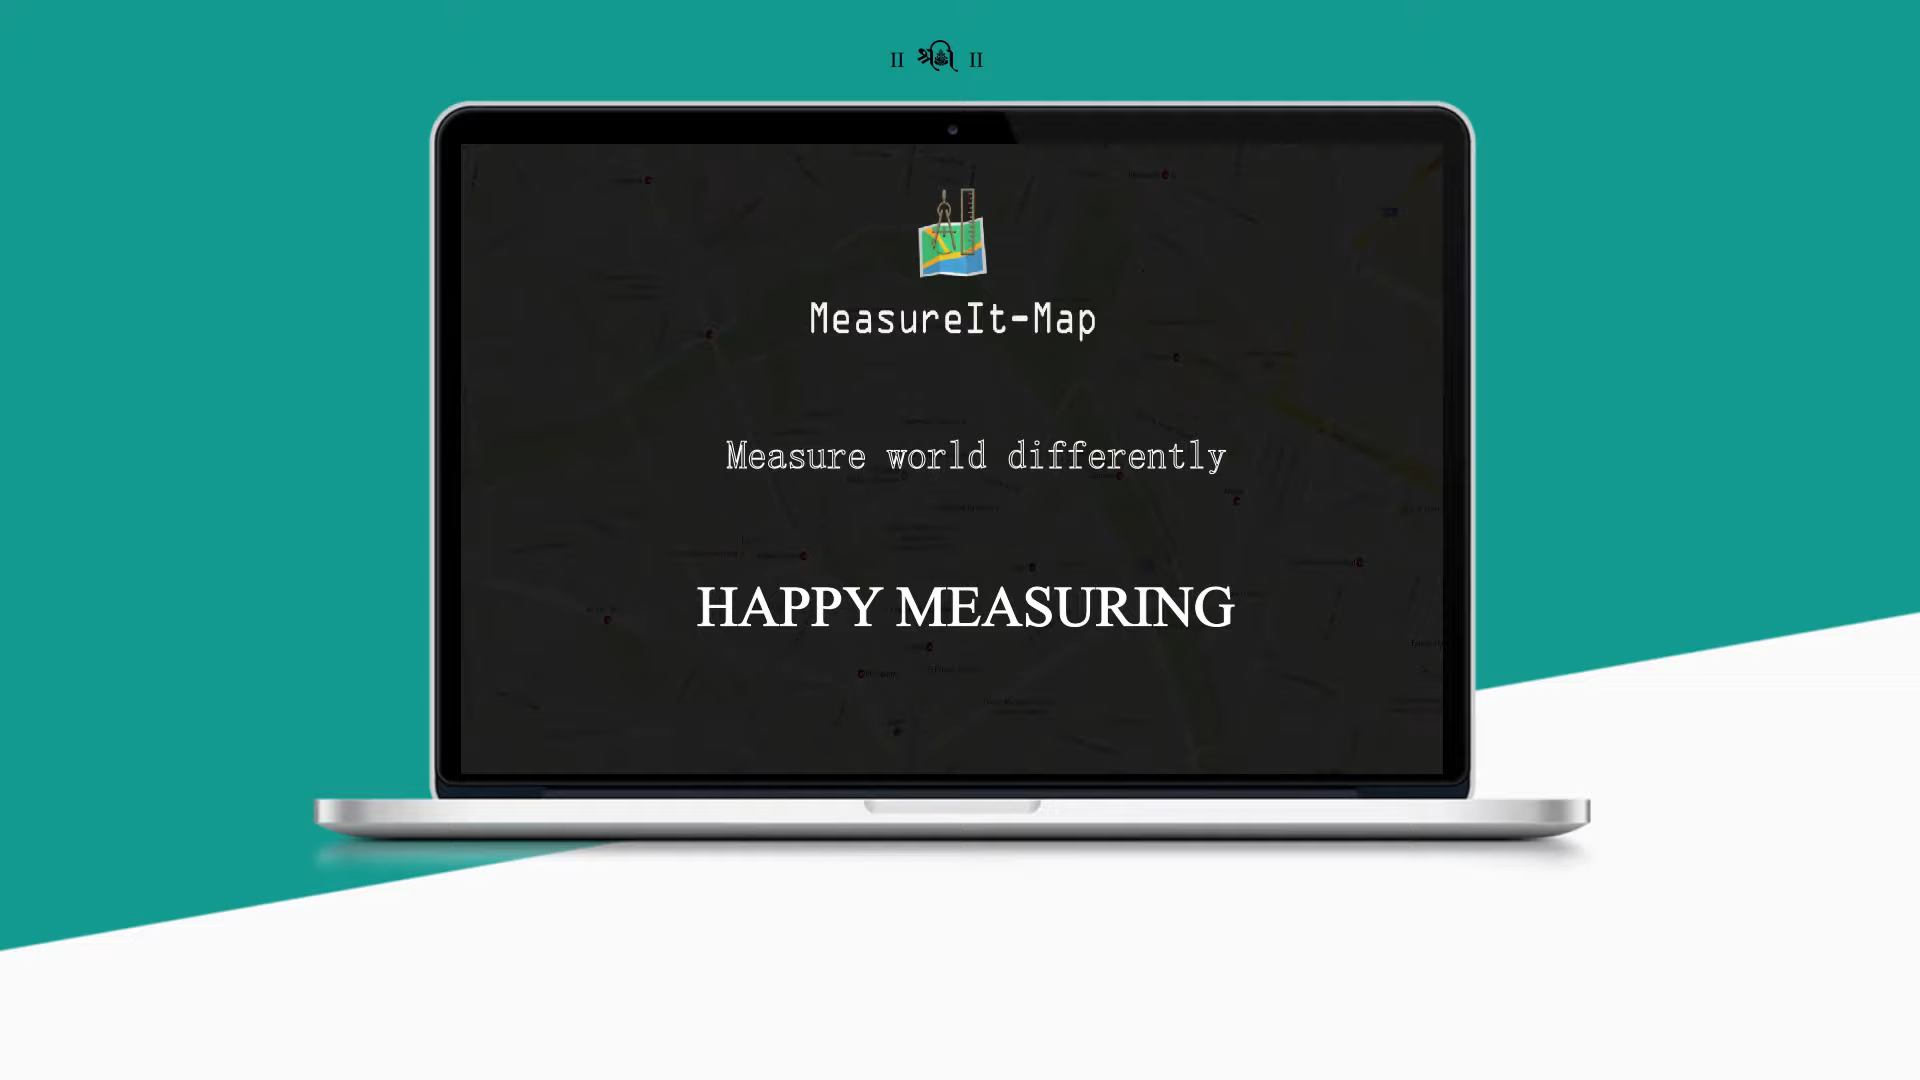 ॥ श्री ॥
MeasureIt-Map
Measure world differently
HAPPY MEASURING